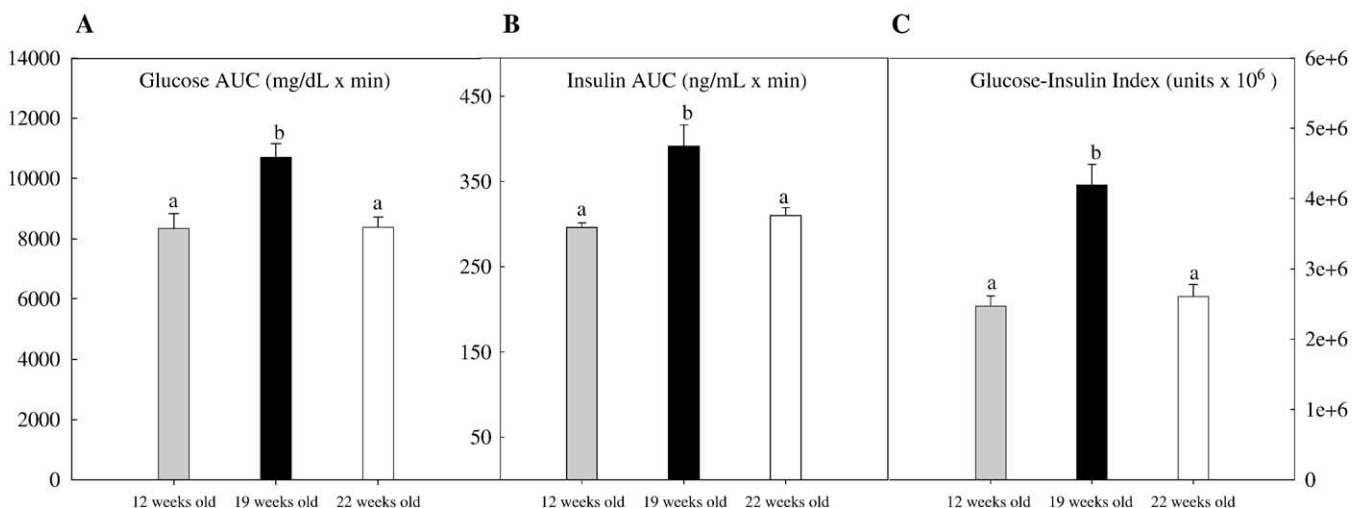 A
B
C
Glucose AUC (mg/dL x min)
14000
12000
10000
8000
6000
4000
2000
0
a
b
a
12 weeks old
19 weeks old
22 weeks old
Insulin AUC (ng/mL x min)
450
350
250
150
50
a
b
a
12 weeks old
19 weeks old
22 weeks old
Glucose-Insulin Index (units x 10⁶ )
a
b
a
6e+6
5e+6
4e+6
3e+6
2e+6
1e+6
0
12 weeks old
19 weeks old
22 weeks old